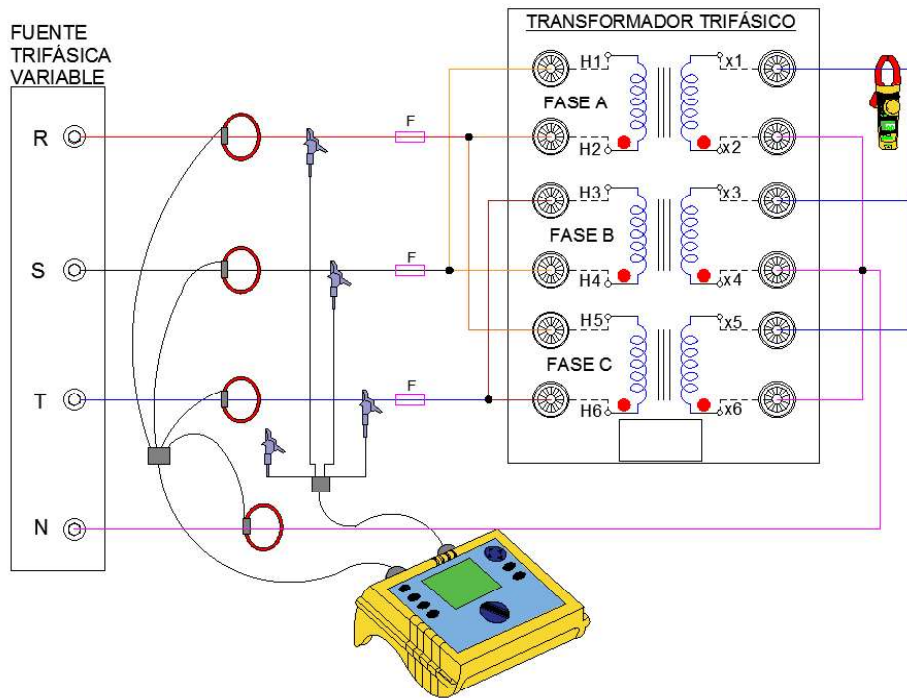 FUENTE
TRIFÁSICA
VARIABLE
TRANSFORMADOR TRIFÁSICO
R
S
T
N
F
F
F
H1
x1
FASE A
H2
x2
H3
x3
FASE B
H4
x4
H5
x5
FASE C
H6
x6